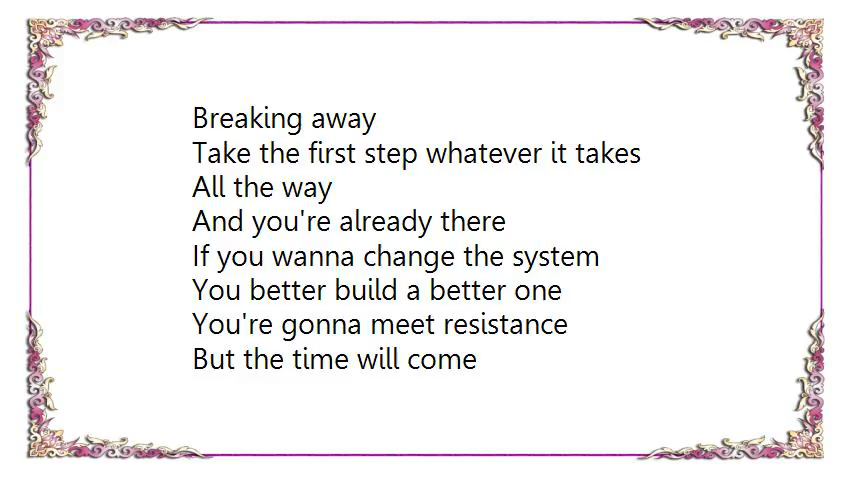 Breaking away
Take the first step whatever it takes
All the way
And you're already there
If you wanna change the system
You better build a better one
You're gonna meet resistance
But the time will come